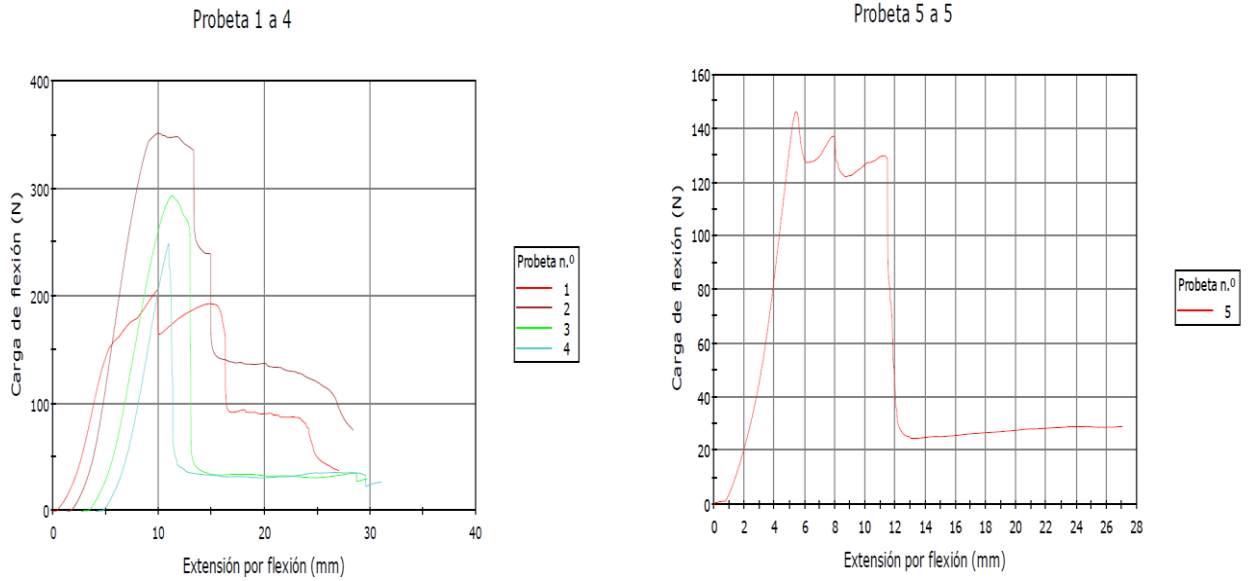 Probeta 1 a 4
400
300
200
100
0
0 10 20 30 40
Carga de flexión (N)
Extensión por flexión (mm)
Probeta n.º
1
2
3
4
Probeta 5 a 5
160
140
120
100
80
60
40
20
0
0 2 4 6 8 10 12 14 16 18 20 22 24 26 28
Carga de flexión (N)
Extensión por flexión (mm)
Probeta n.º
5